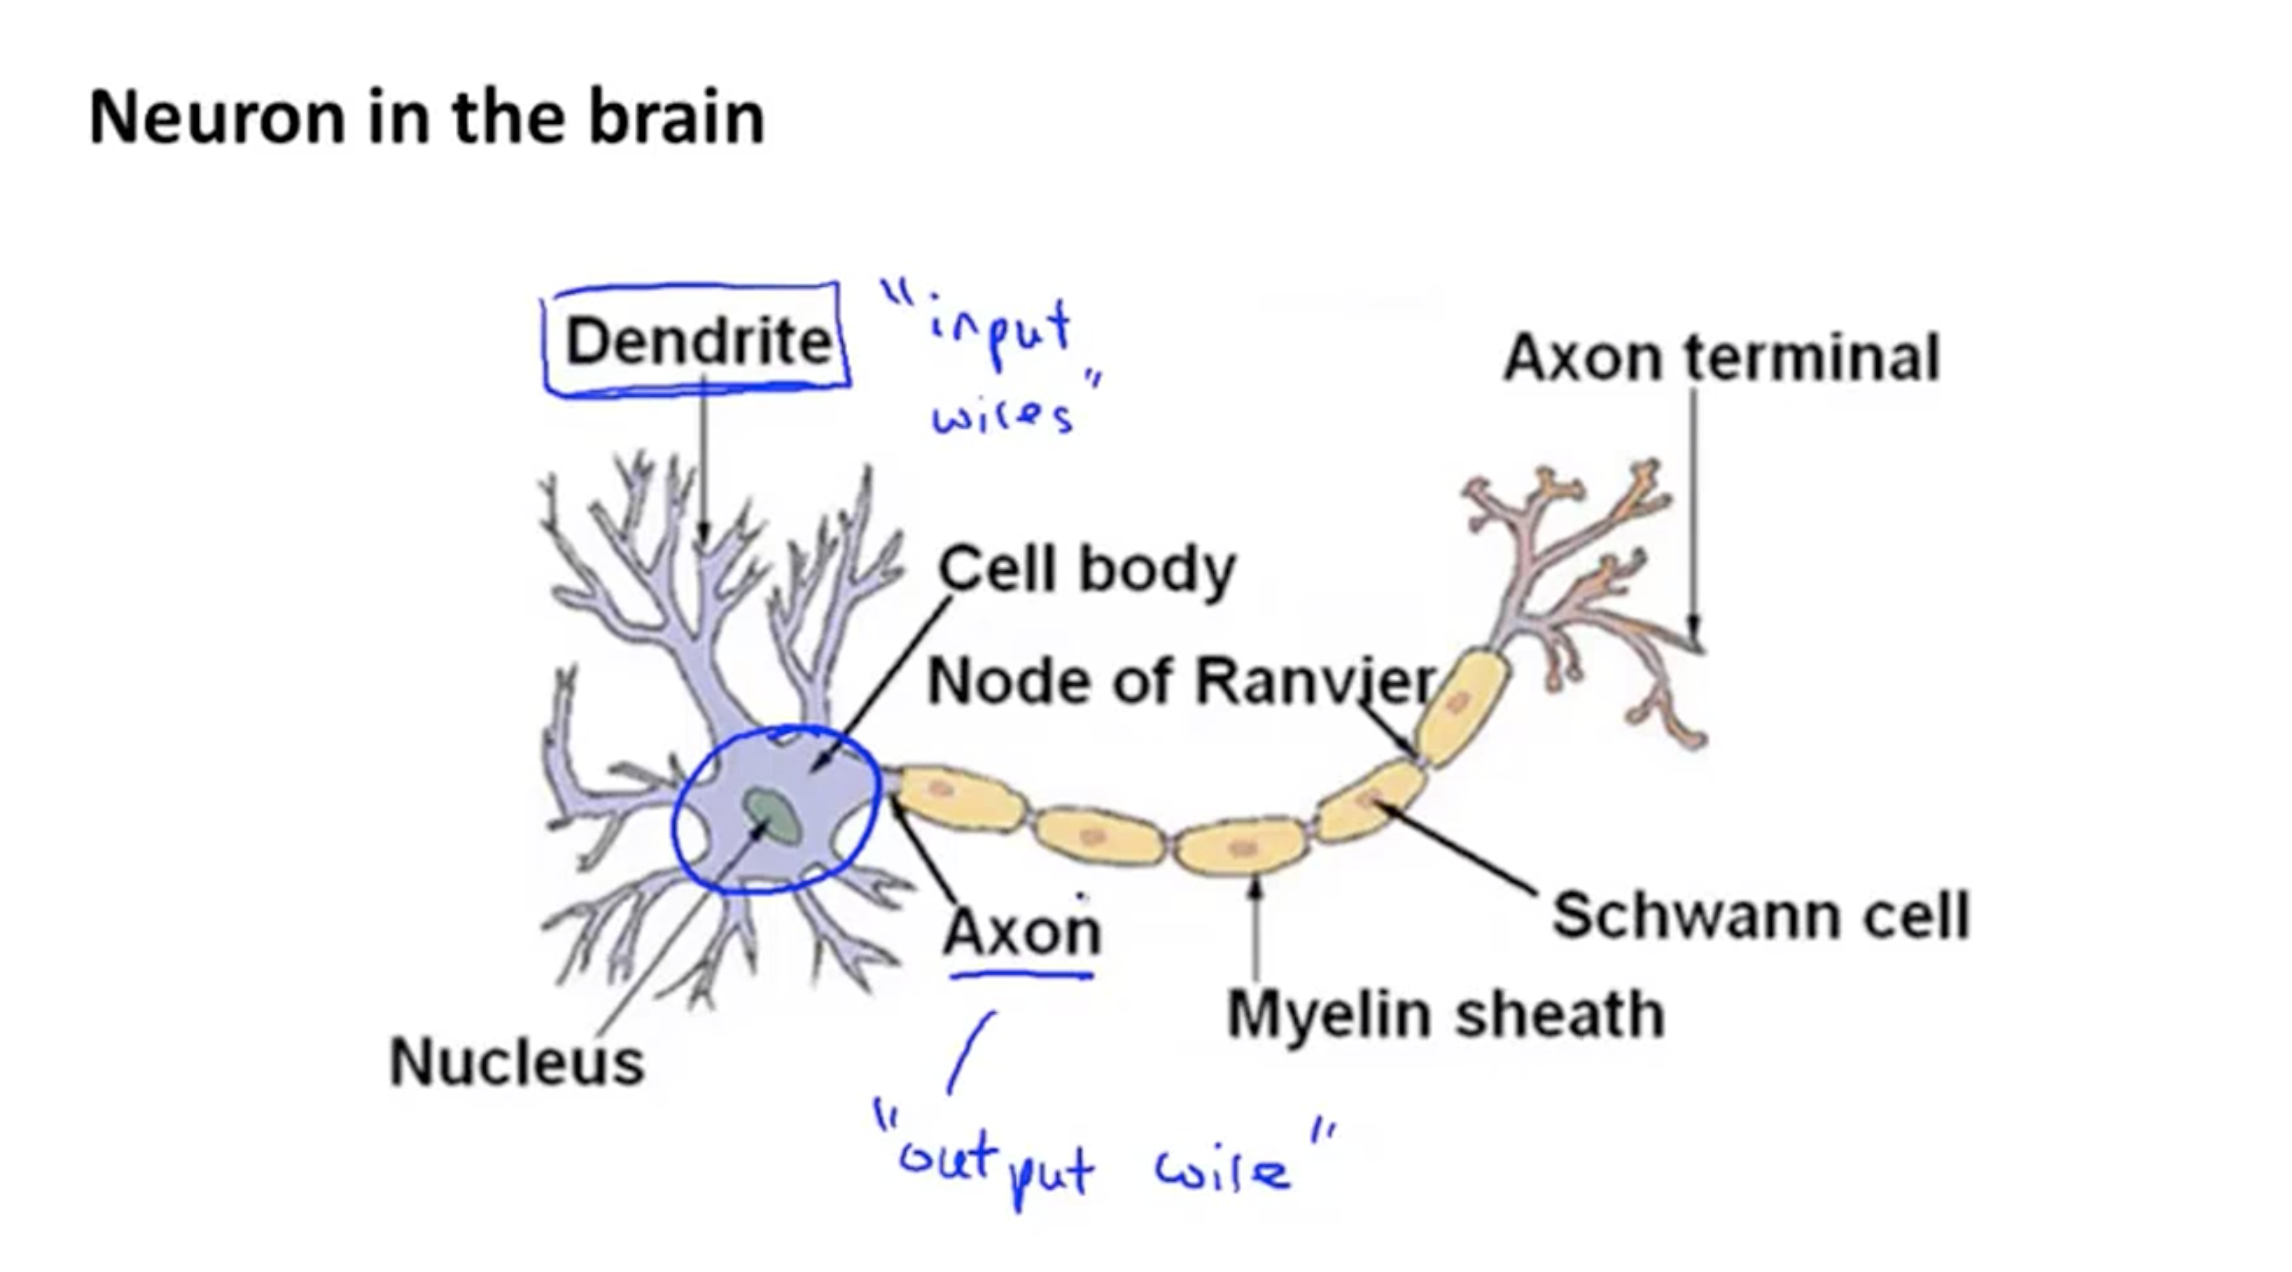 Neuron in the brain
Dendrite
"input
wires"
Axon terminal
Cell body
Node of Ranvier
Axon
Schwann cell
Myelin sheath
Nucleus
"output wire"